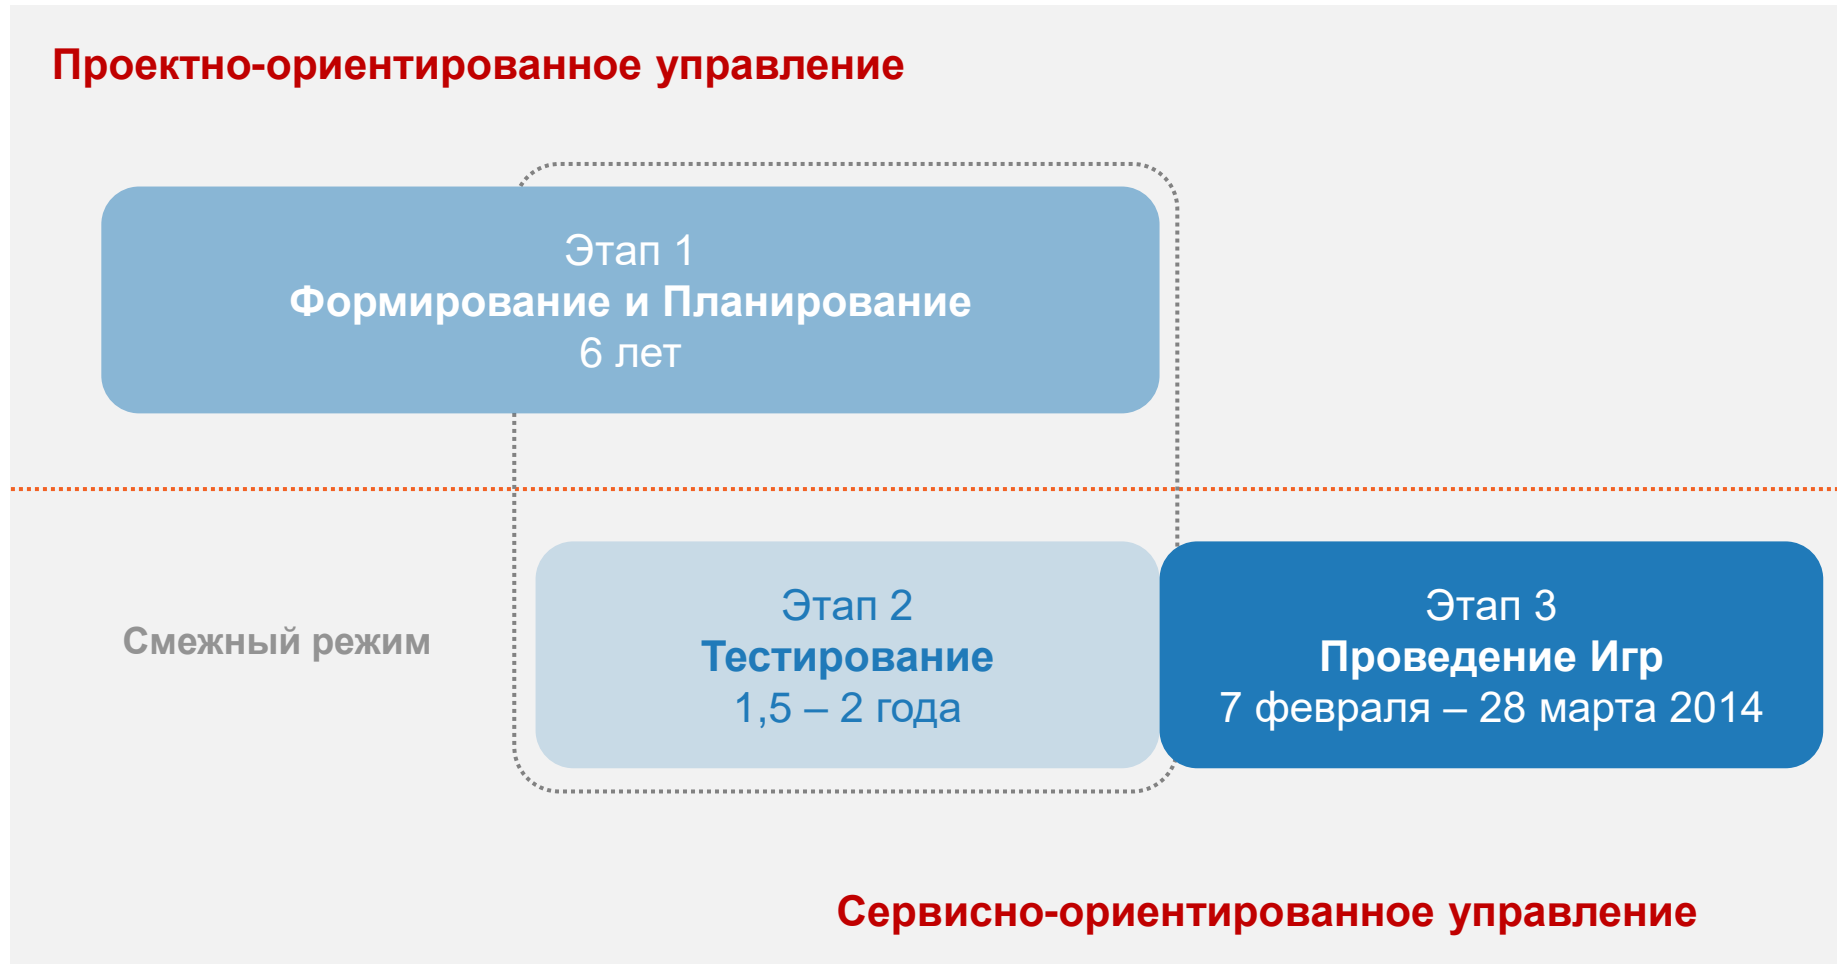 Проектно-ориентированное управление
Этап 1
Формирование и Планирование
6 лет
Смежный режим
Этап 2
Тестирование
1,5 – 2 года
Этап 3
Проведение Игр
7 февраля – 28 марта 2014
Сервисно-ориентированное управление